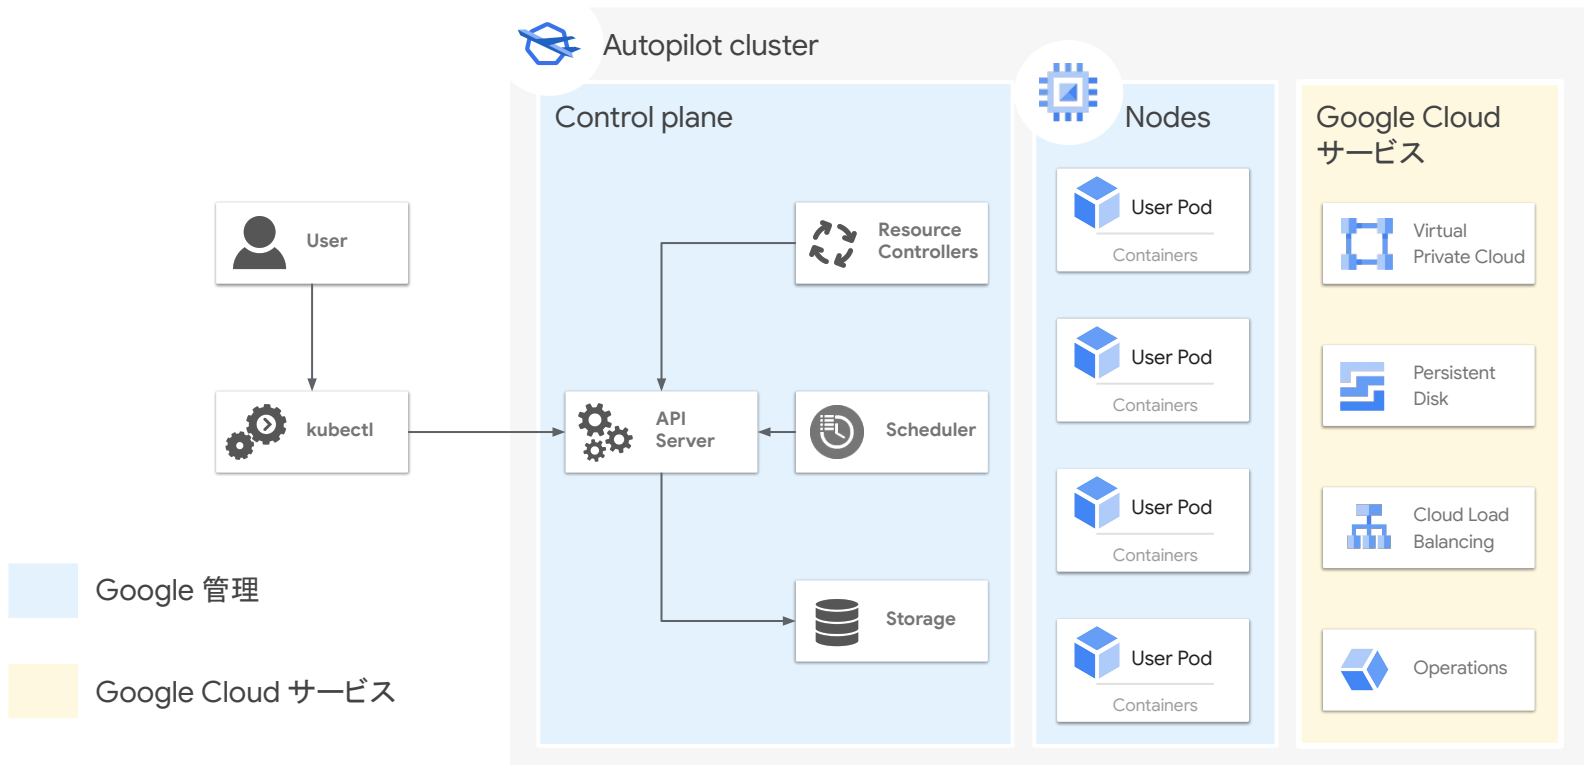 Autopilot cluster
Control plane
Nodes
Google Cloud
サービス
User
kubectl
Resource
Controllers
API
Server
Scheduler
Storage
User Pod
Containers
User Pod
Containers
User Pod
Containers
User Pod
Containers
Virtual
Private Cloud
Persistent
Disk
Cloud Load
Balancing
Operations
Google 管理
Google Cloud サービス